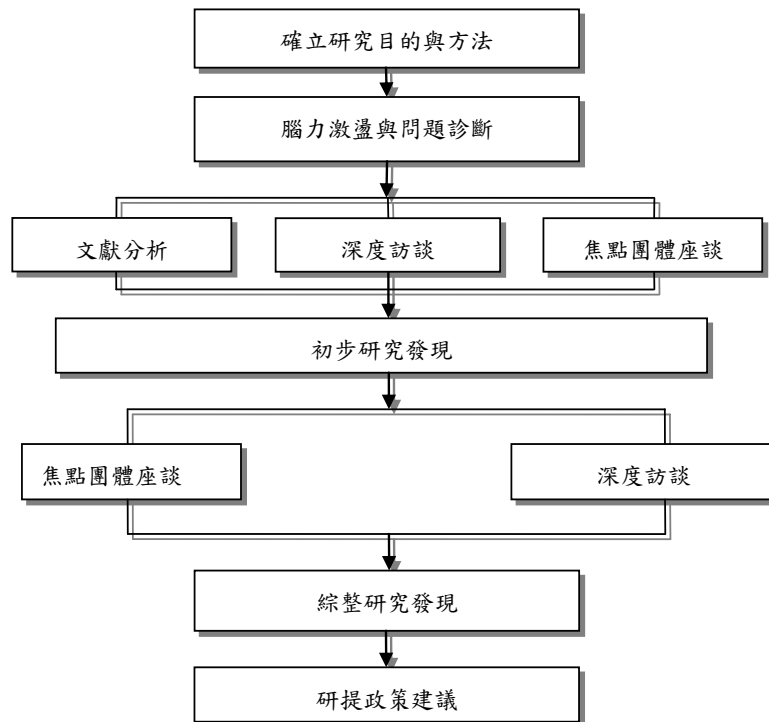 確立研究目的與方法
腦力激盪與問題診斷
文獻分析
深度訪談
焦點團體座談
初步研究發現
焦點團體座談
深度訪談
綜整研究發現
研提政策建議